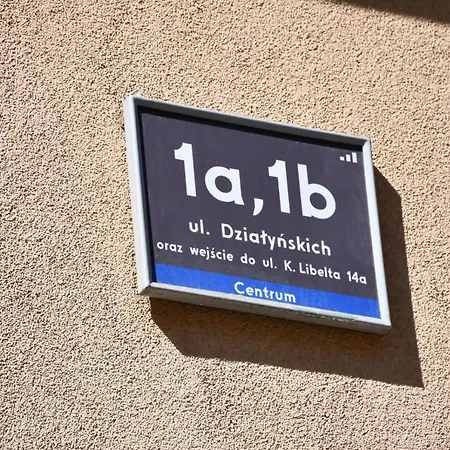 1a,1b
ul. Działyńskich
oraz wejście do ul. K. Libelta 14a
Centrum